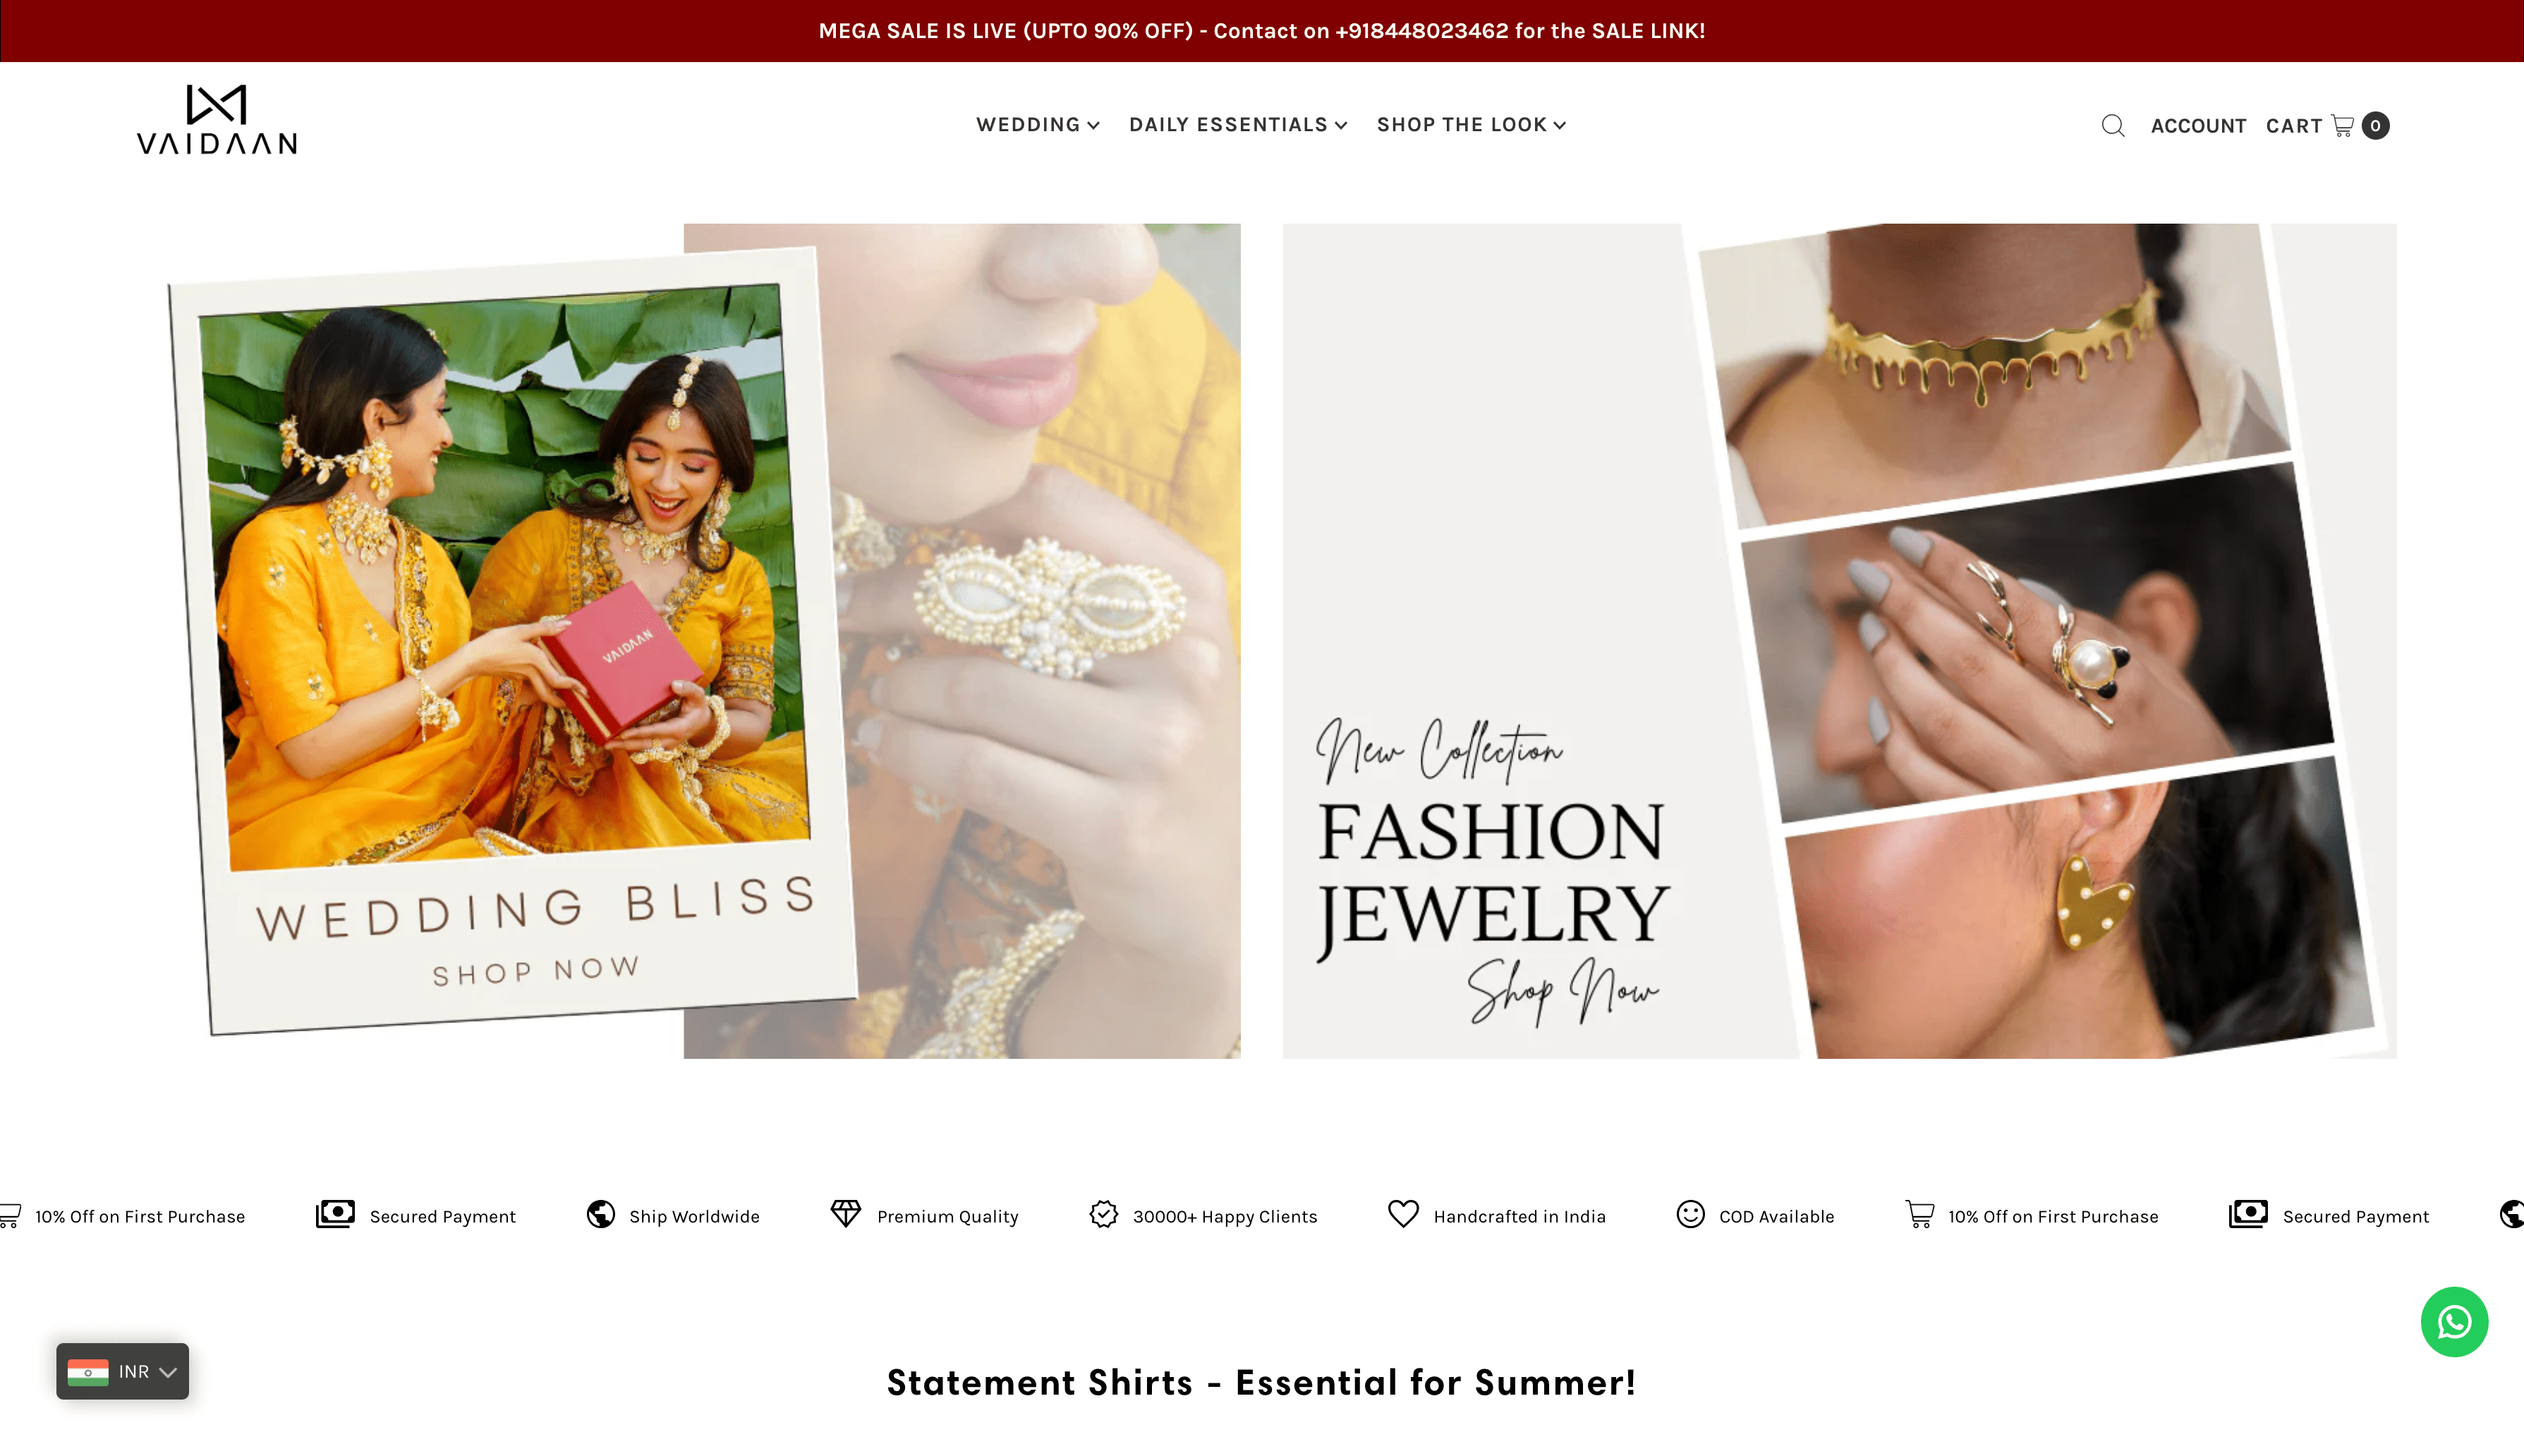 MEGA SALE IS LIVE (UPTO 90% OFF) - Contact on +918448023462 for the SALE LINK!
VAIDAAN
WEDDING
DAILY ESSENTIALS
SHOP THE LOOK
ACCOUNT
CART
0
VAIDAAN
WEDDING BLISS
SHOP NOW
New Collection
FASHION
JEWELRY
Shop Now
10% Off on First Purchase
Secured Payment
Ship Worldwide
Premium Quality
30000+ Happy Clients
Handcrafted in India
COD Available
10% Off on First Purchase
Secured Payment
INR
Statement Shirts - Essential for Summer!